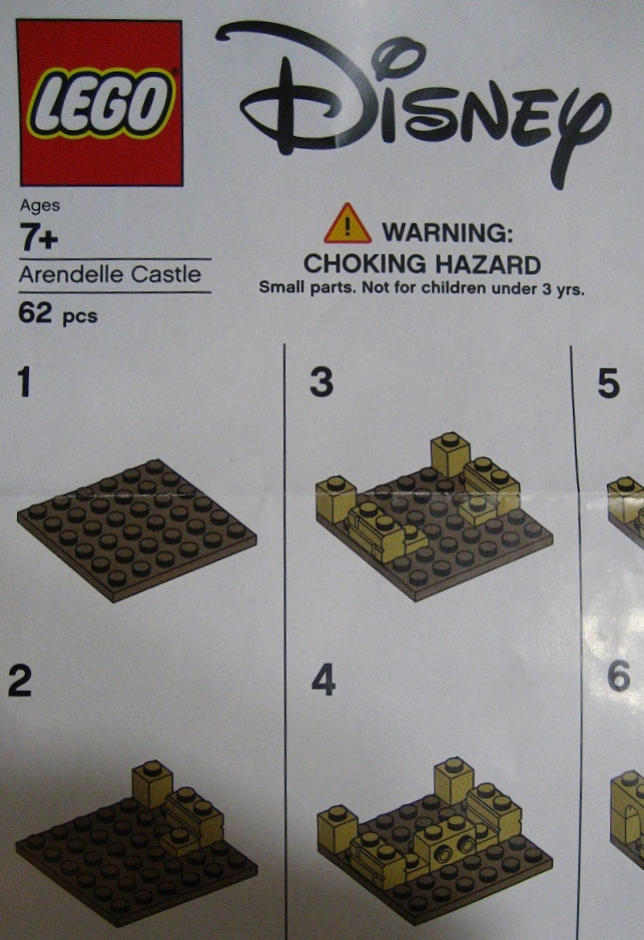 LEGO
DISNEY
Ages
7+
Arendelle Castle
62 pcs
WARNING:
CHOKING HAZARD
Small parts. Not for children under 3 yrs.
1
2
3
4
5
6